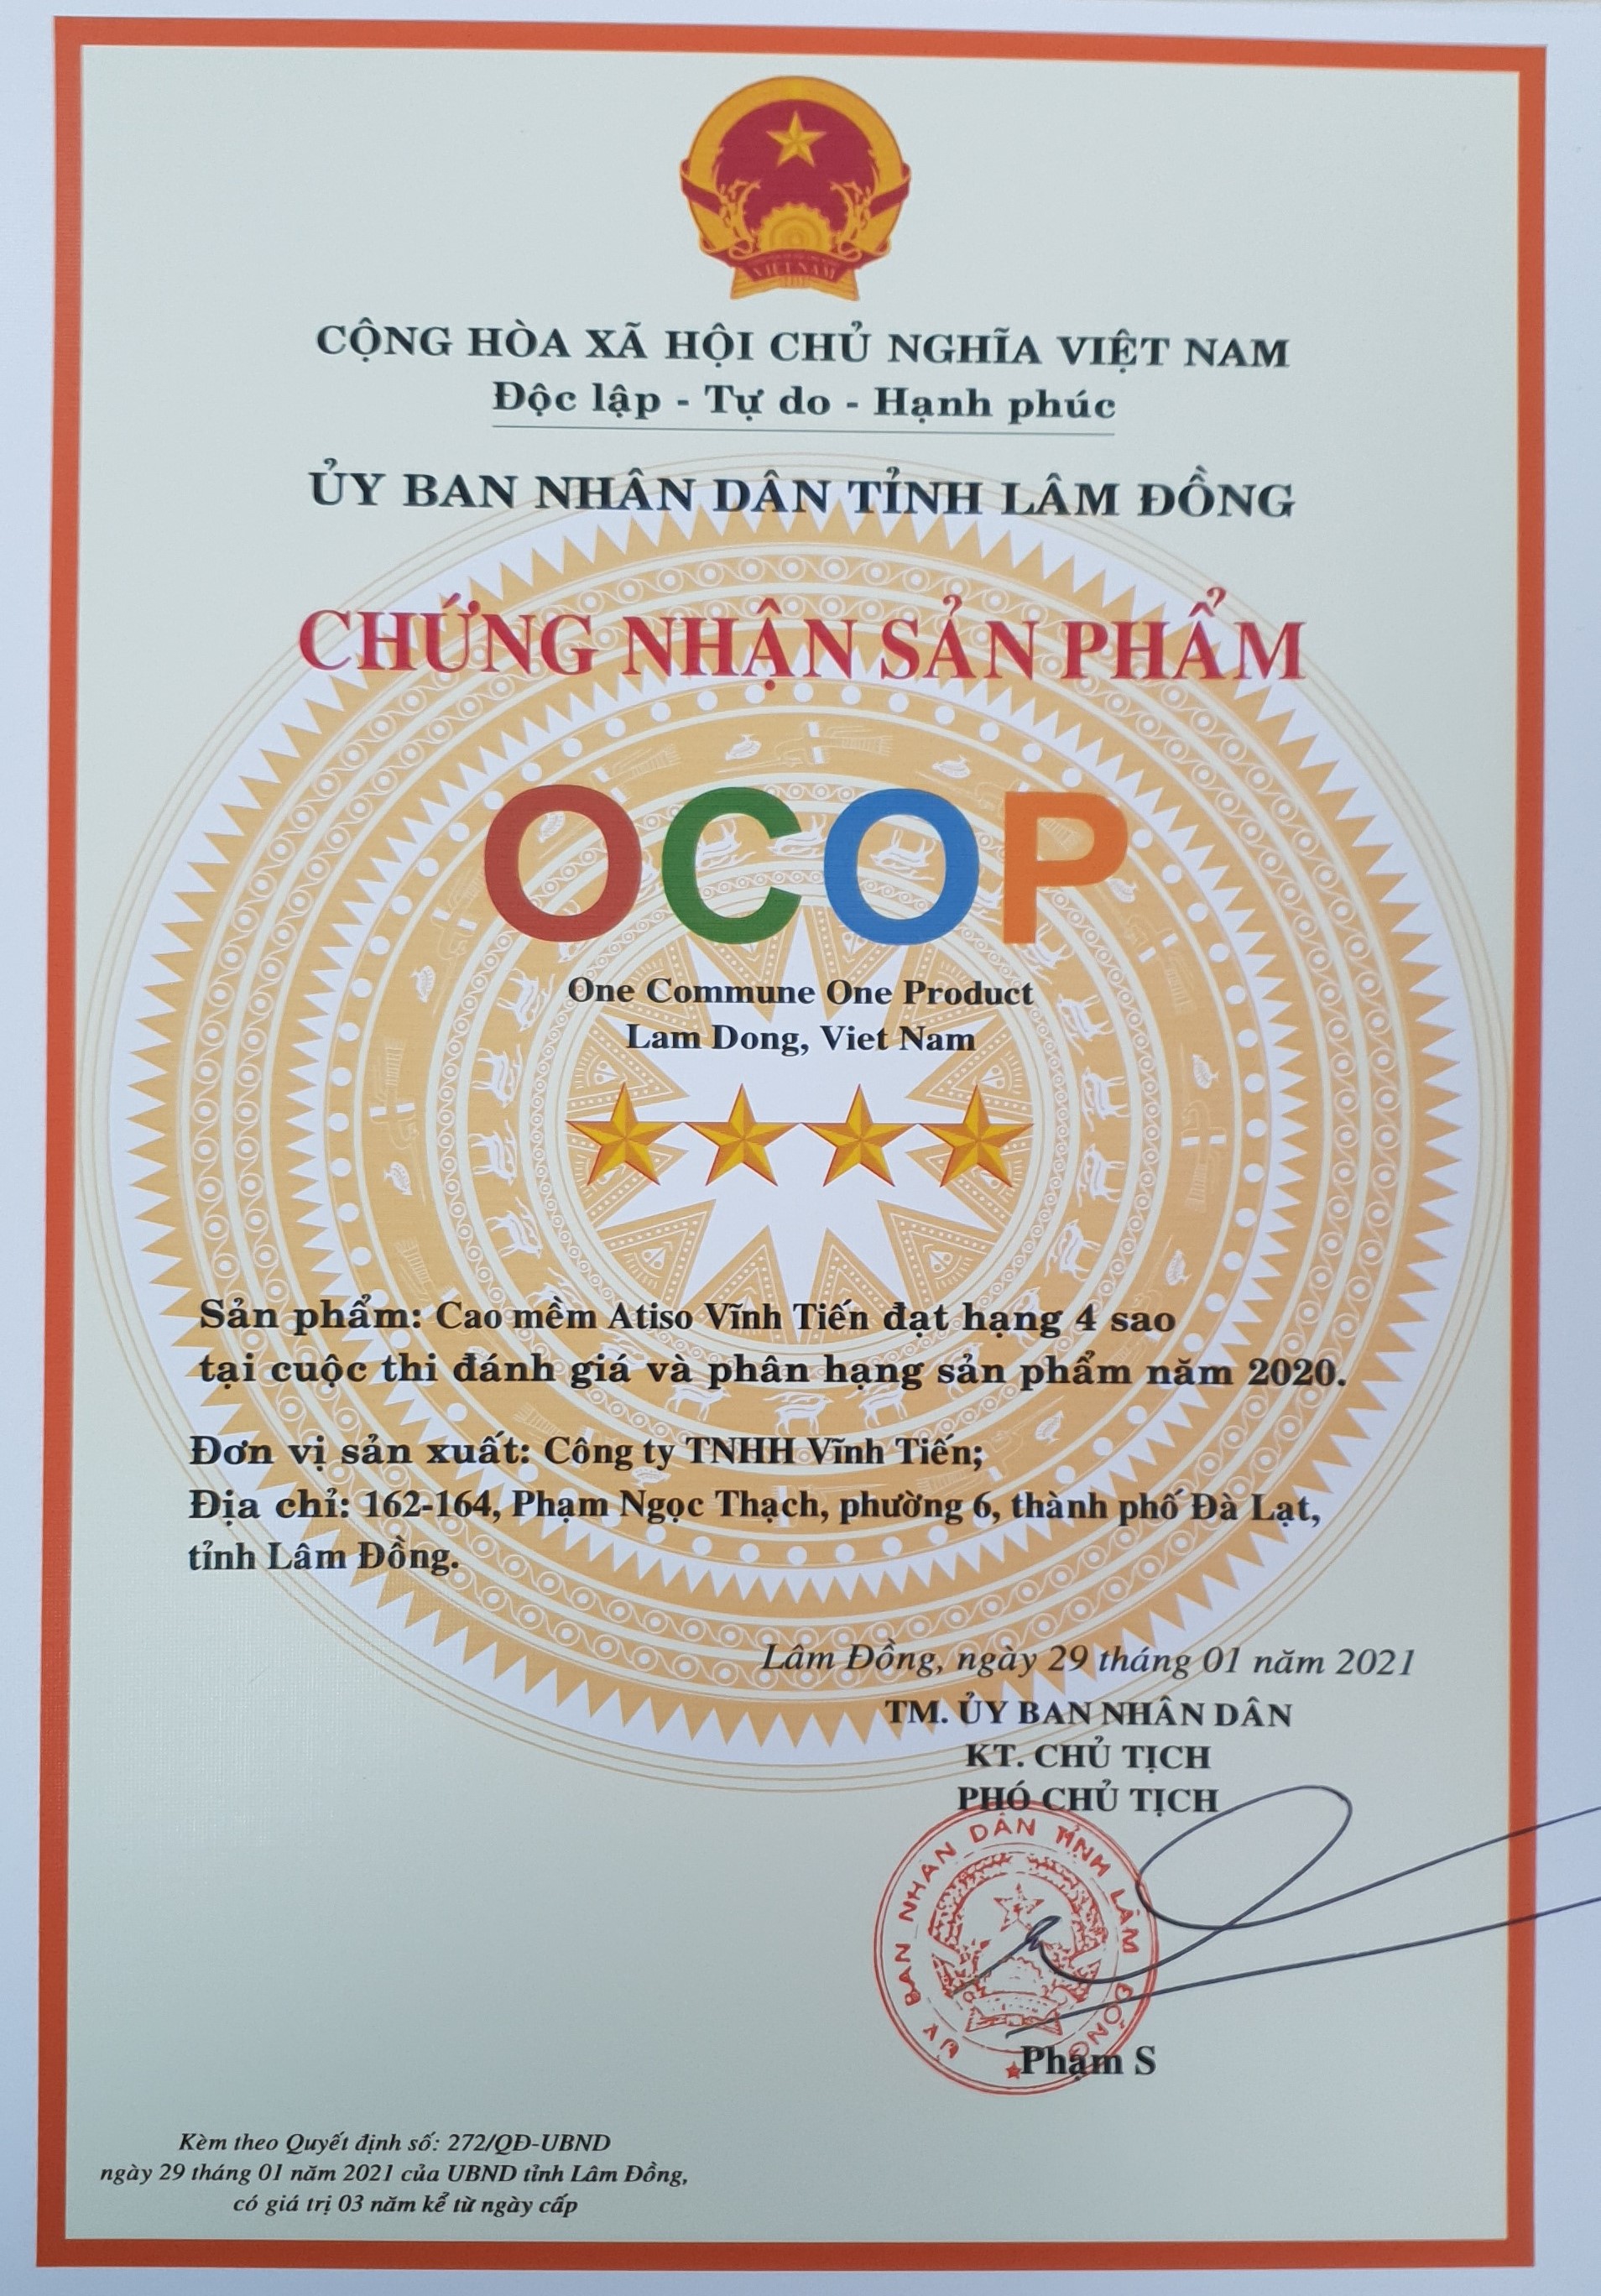 VIỆT NAM
CỘNG HÒA XÃ HỘI CHỦ NGHĨA VIỆT NAM
Độc lập - Tự do - Hạnh phúc
ỦY BAN NHÂN DÂN TỈNH LÂM ĐỒNG
CHỨNG NHẬN SẢN PHẨM
OCOP
One Commune One Product
Lam Dong, Viet Nam
Sản phẩm: Cao mềm Atiso Vĩnh Tiến đạt hạng 4 sao
tại cuộc thi đánh giá và phân hạng sản phẩm năm 2020.
Đơn vị sản xuất: Công ty TNHH Vĩnh Tiến;
Địa chỉ: 162-164, Phạm Ngọc Thạch, phường 6, thành phố Đà Lạt,
tỉnh Lâm Đồng.
Lâm Đồng, ngày 29 tháng 01 năm 2021
TM. ỦY BAN NHÂN DÂN
KT. CHỦ TỊCH
PHÓ CHỦ TỊCH
ỦY BAN NHÂN DÂN TỈNH LÂM ĐỒNG
Phạm S
Kèm theo Quyết định số: 272/QĐ-UBND
ngày 29 tháng 01 năm 2021 của UBND tỉnh Lâm Đồng,
có giá trị 03 năm kể từ ngày cấp